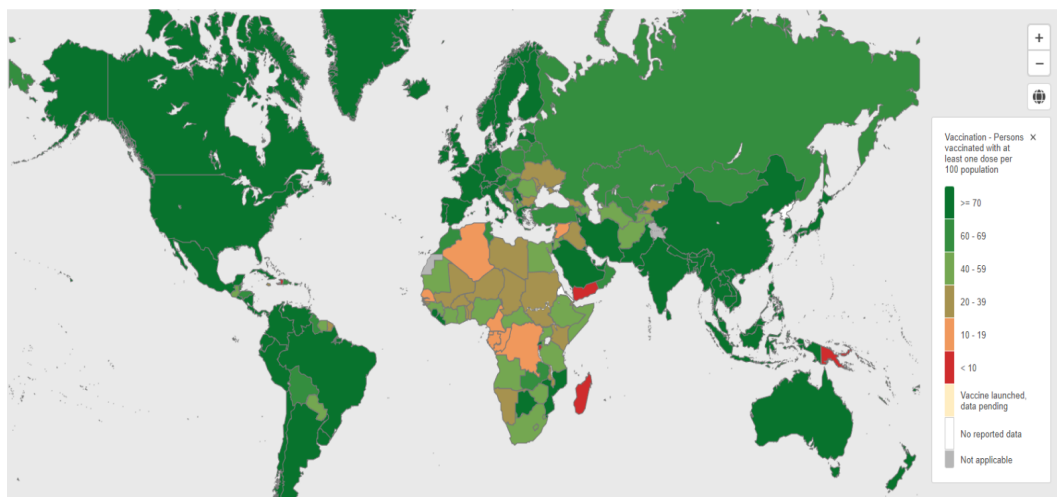 +
−
Vaccination - Persons ×
vaccinated with at
least one dose per
100 population
>= 70
60 - 69
40 - 59
20 - 39
10 - 19
< 10
Vaccine launched,
data pending
No reported data
Not applicable